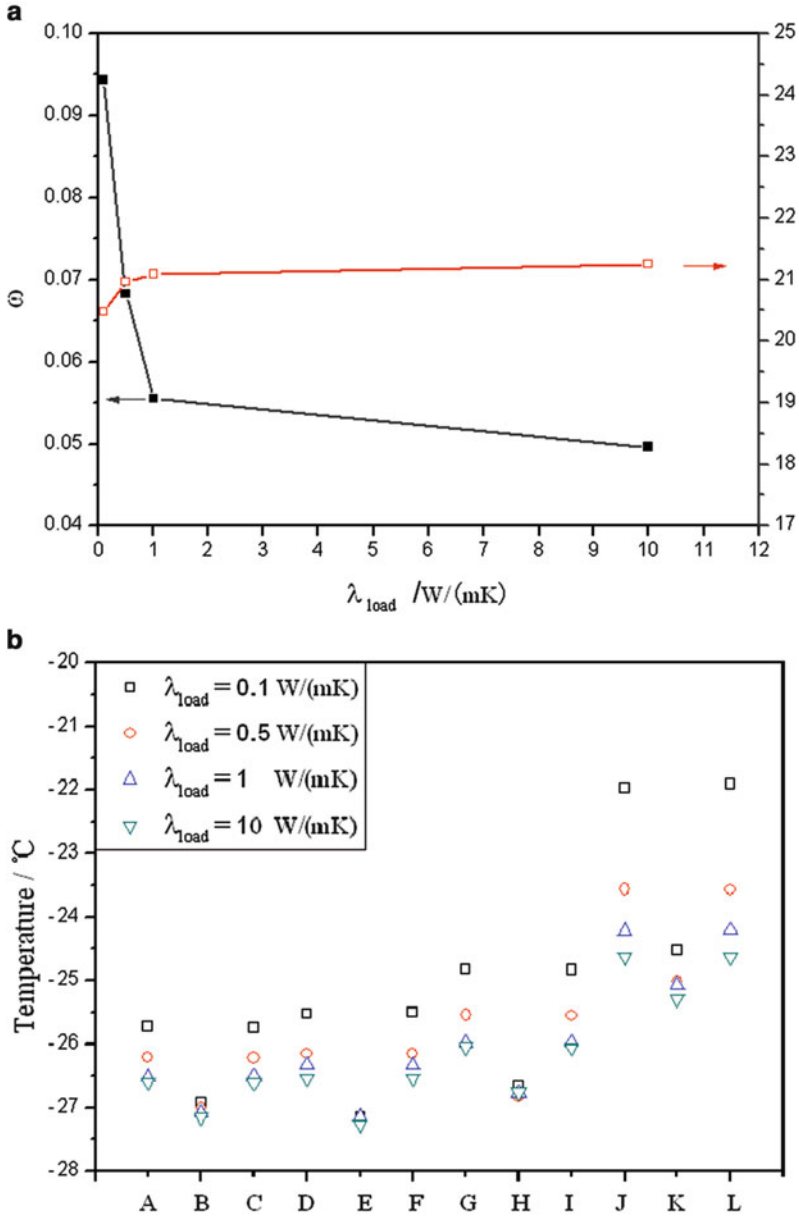 a
0.10
0.09
0.08
0.07
0.06
0.05
0.04
ω
25
24
23
22
21
20
19
18
17
0 1 2 3 4 5 6 7 8 9 10 11 12
λ load /W/(mK)
b
-20
-21
-22
-23
-24
-25
-26
-27
-28
Temperature / ℃
λload = 0.1 W/(mK)
λload = 0.5 W/(mK)
λload = 1 W/(mK)
λload = 10 W/(mK)
A B C D E F G H I J K L